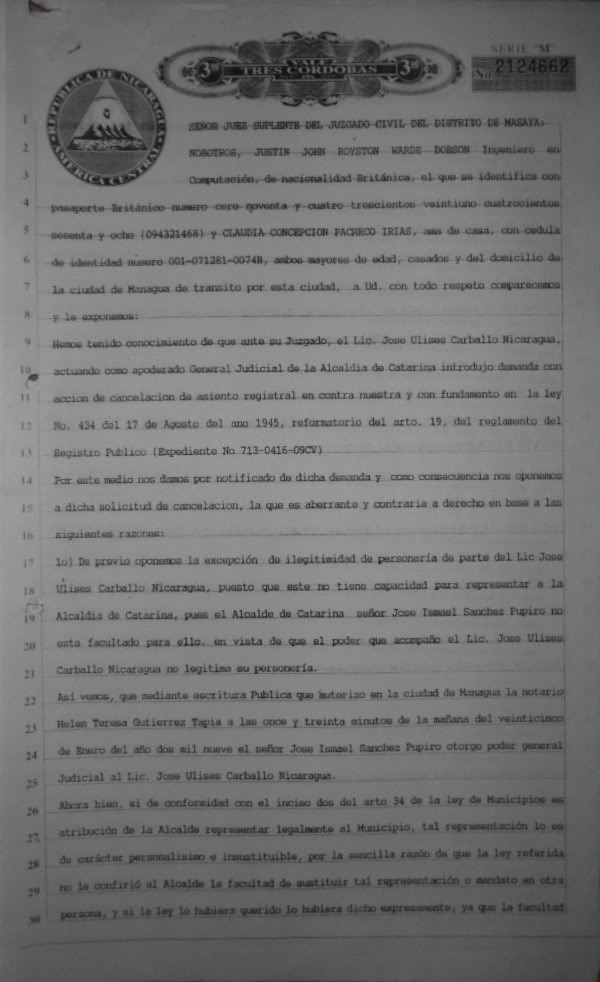 SERIE "M"
VALE
3 00 TRES CORDOBAS 3 00
No. 2124662
REPUBLICA DE NICARAGUA
AMERICA CENTRAL
1 SEÑOR JUEZ SUPLENTE DEL JUZGADO CIVIL DEL DISTRITO DE MASAYA:
2 NOSOTROS, JUSTIN JOHN ROYSTON WARDE DOBSON Ingeniero en
3 Computación, de nacionalidad Británica, el que se identifica con
4 pasaporte Británico numero cero noventa y cuatro trescientos veintiuno cuatrocientos
5 sesenta y ocho (094321468) y CLAUDIA CONCEPCION PACHECO IRIAS, ama de casa, con cedula
6 de identidad número 001-071281-0074B, ambos mayores de edad, casados y del domicilio de
7 la ciudad de Managua de transito por esta ciudad, a Ud. con todo respeto comparecemos
8 y le exponemos:
9 Hemos tenido conocimiento de que ante su Juzgado, el Lic. Jose Ulises Carballo Nicaragua,
10 actuando como apoderado General Judicial de la Alcaldia de Catarina introdujo demanda con
11 accion de cancelacion de asiento registral en contra nuestra y con fundamento en la ley
12 No. 434 del 17 de Agosto del ano 1945, reformatorio del arto. 19, del reglamento del
13 Registro Publico (Expediente No 713-0416-09CV)
14 Por este medio nos damos por notificado de dicha demanda y como consecuencia nos oponemos
15 a dicha solicitud de cancelacion, la que es aberrante y contraria a derecho en base a las
16 siguientes razones:
17 1o) De previo oponemos la excepción de ilegitimidad de personería de parte del Lic Jose
18 Ulises Carballo Nicaragua, puesto que este no tiene capacidad para representar a la
19 Alcaldia de Catarina, pues el Alcalde de Catarina señor Jose Ismael Sanchez Pupiro no
20 esta facultado para ello. en vista de que el poder que acompaño el Lic. Jose Ulises
21 Carballo Nicaragua no legitima su personería.
22 Así vemos, que mediante escritura Publica que autorizo en la ciudad de Managua la notario
23 Helen Teresa Gutierrez Tapia a las once y treinta minutos de la mañana del veinticinco
24 de Enero del año dos mil nueve el señor Jose Ismael Sanchez Pupiro otorgo poder general
25 Judicial al Lic. Jose Ulises Carballo Nicaragua.
26 Ahora bien. si de conformidad con el inciso dos del arto 34 de la ley de Municipios es
27 atribución de la Alcalde representar legalmente al Municipio, tal representación lo es
28 de carácter personalisimo e insustituible, por la sencilla razón de que la ley referida
29 no le confirió al Alcalde la facultad de sustituir tal representación o mandato en otra
30 persona, y si la ley lo hubiera querido lo hubiera dicho expresamente, ya que la facultad